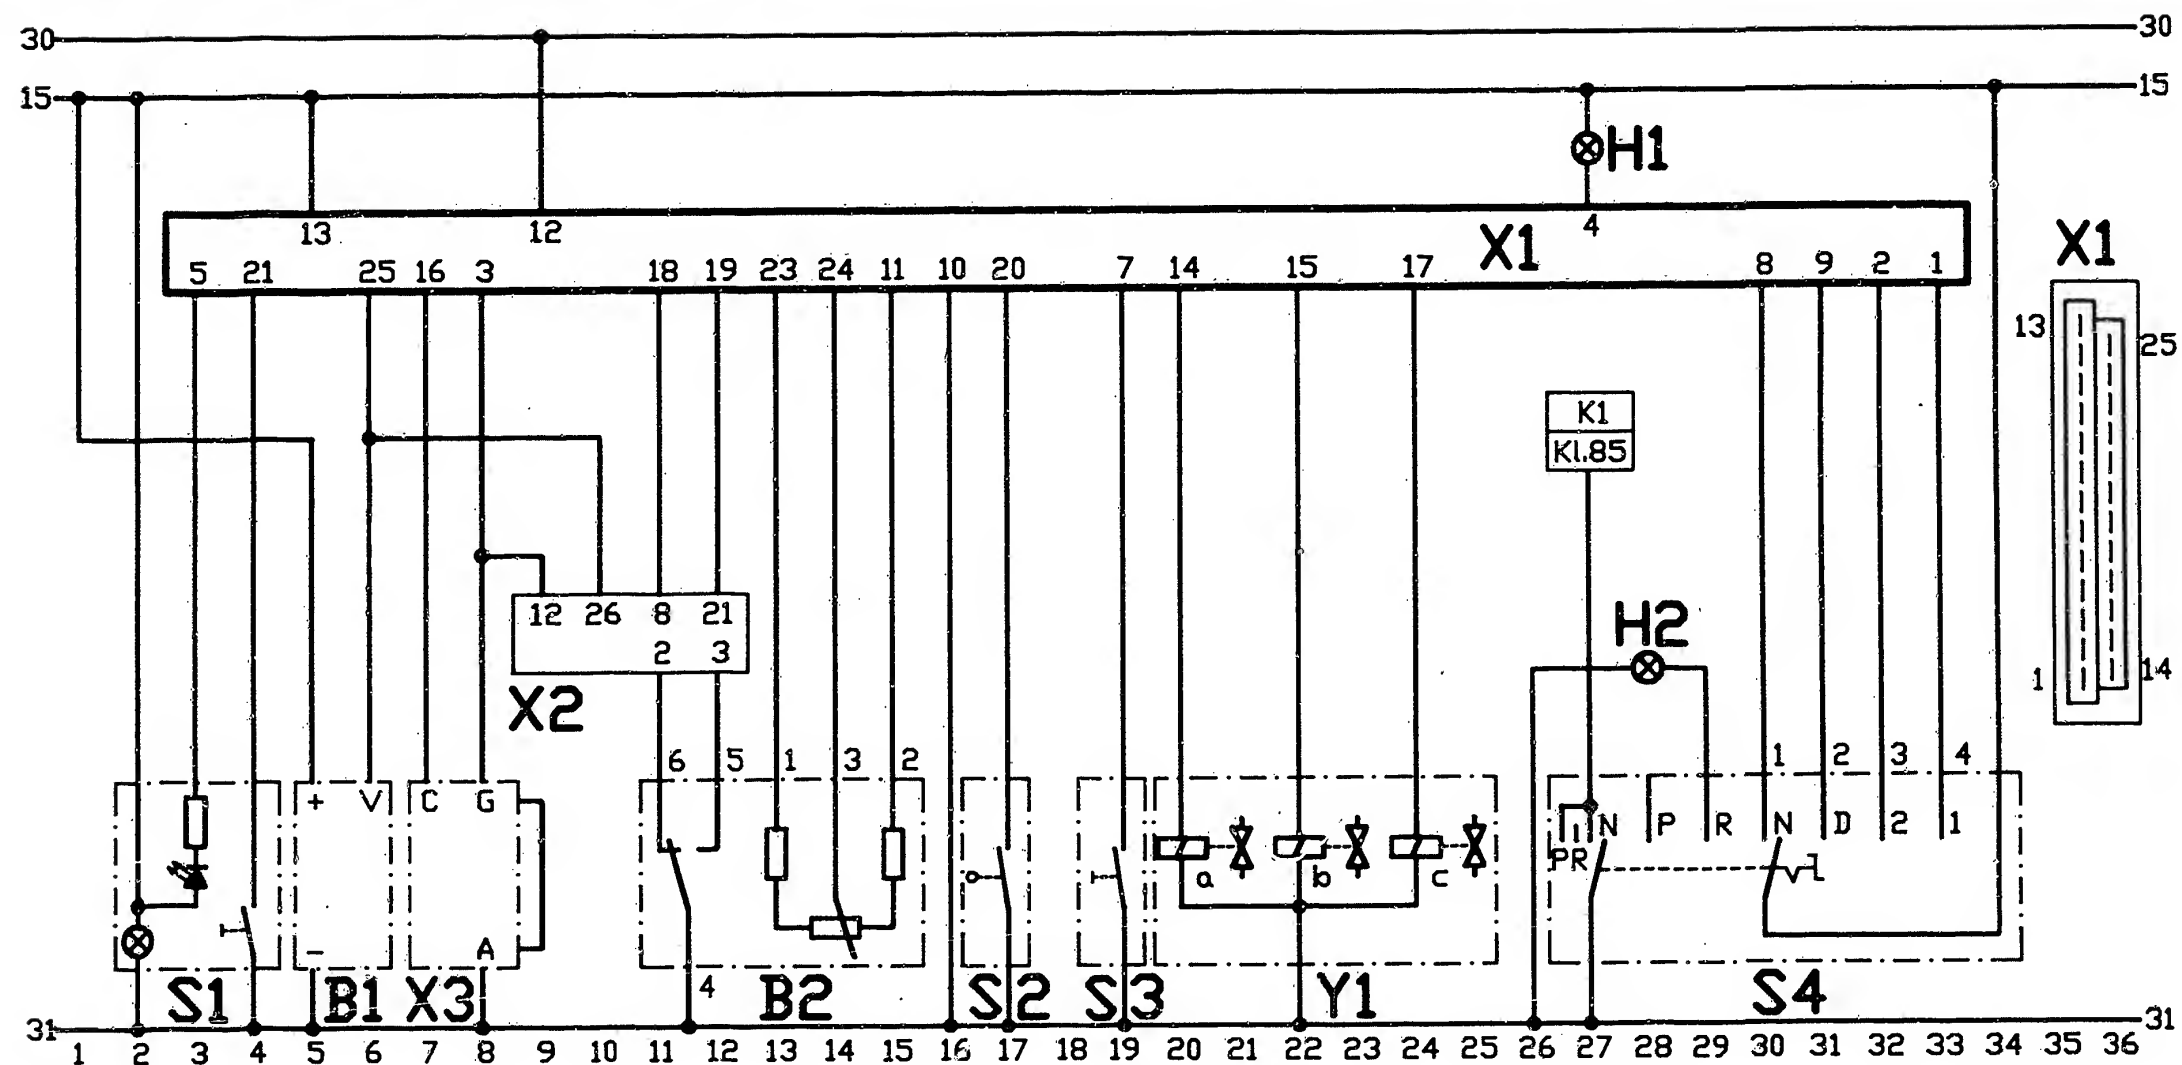 30 30
15 15
H1
13 12 4
X1 X1
5 21 25 16 3 18 19 23 24 11 10 20 7 14 15 17 8 9 2 1
13 25
K1
Kl.85
12 26 8 21
2 3
H2
1 14
X2
6 5 1 3 2 1 2 3 4
+ V C G
N P R N D 2 1
P R
a b c
- A
4
S1 B1 X3 B2 S2 S3 Y1 S4
31 31
1 2 3 4 5 6 7 8 9 10 11 12 13 14 15 16 17 18 19 20 21 22 23 24 25 26 27 28 29 30 31 32 33 34 35 36